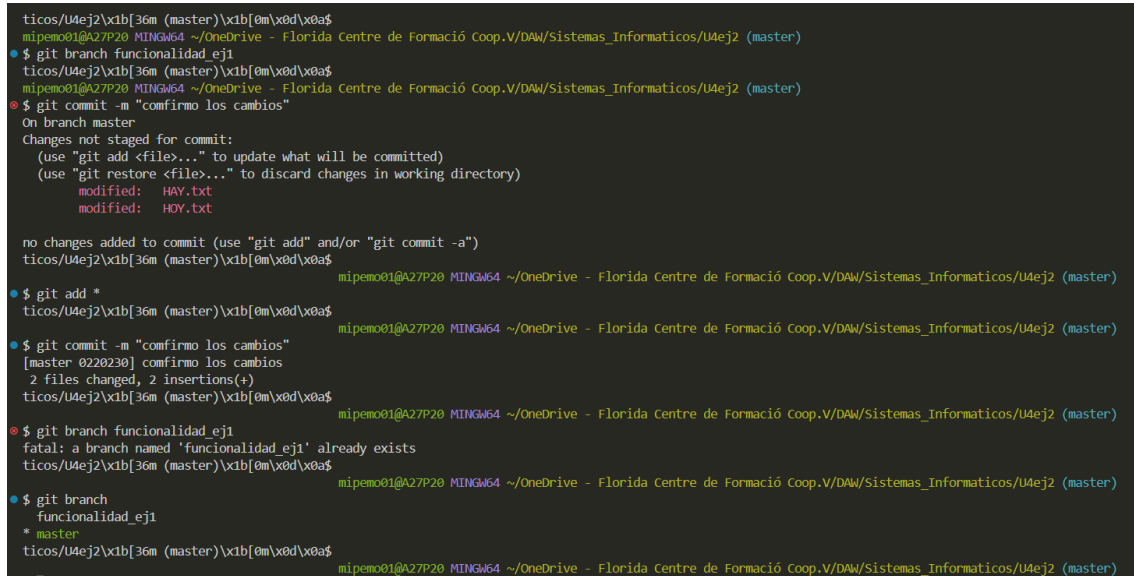 ticos/U4ej2\x1b[36m (master)\x1b[0m\x0d\x0a$
mipemo01@A27P20 MINGW64 ~/OneDrive - Florida Centre de Formació Coop.V/DAW/Sistemas_Informaticos/U4ej2 (master)
$ git branch funcionalidad_ej1
ticos/U4ej2\x1b[36m (master)\x1b[0m\x0d\x0a$
mipemo01@A27P20 MINGW64 ~/OneDrive - Florida Centre de Formació Coop.V/DAW/Sistemas_Informaticos/U4ej2 (master)
$ git commit -m "comfirmo los cambios"
On branch master
Changes not staged for commit:
(use "git add <file>..." to update what will be committed)
(use "git restore <file>..." to discard changes in working directory)
modified: HAY.txt
modified: HOY.txt
no changes added to commit (use "git add" and/or "git commit -a")
ticos/U4ej2\x1b[36m (master)\x1b[0m\x0d\x0a$
mipemo01@A27P20 MINGW64 ~/OneDrive - Florida Centre de Formació Coop.V/DAW/Sistemas_Informaticos/U4ej2 (master)
$ git add *
ticos/U4ej2\x1b[36m (master)\x1b[0m\x0d\x0a$
mipemo01@A27P20 MINGW64 ~/OneDrive - Florida Centre de Formació Coop.V/DAW/Sistemas_Informaticos/U4ej2 (master)
$ git commit -m "comfirmo los cambios"
[master 0220230] comfirmo los cambios
2 files changed, 2 insertions(+)
ticos/U4ej2\x1b[36m (master)\x1b[0m\x0d\x0a$
mipemo01@A27P20 MINGW64 ~/OneDrive - Florida Centre de Formació Coop.V/DAW/Sistemas_Informaticos/U4ej2 (master)
$ git branch funcionalidad_ej1
fatal: a branch named 'funcionalidad_ej1' already exists
ticos/U4ej2\x1b[36m (master)\x1b[0m\x0d\x0a$
mipemo01@A27P20 MINGW64 ~/OneDrive - Florida Centre de Formació Coop.V/DAW/Sistemas_Informaticos/U4ej2 (master)
$ git branch
funcionalidad_ej1
* master
ticos/U4ej2\x1b[36m (master)\x1b[0m\x0d\x0a$
mipemo01@A27P20 MINGW64 ~/OneDrive - Florida Centre de Formació Coop.V/DAW/Sistemas_Informaticos/U4ej2 (master)